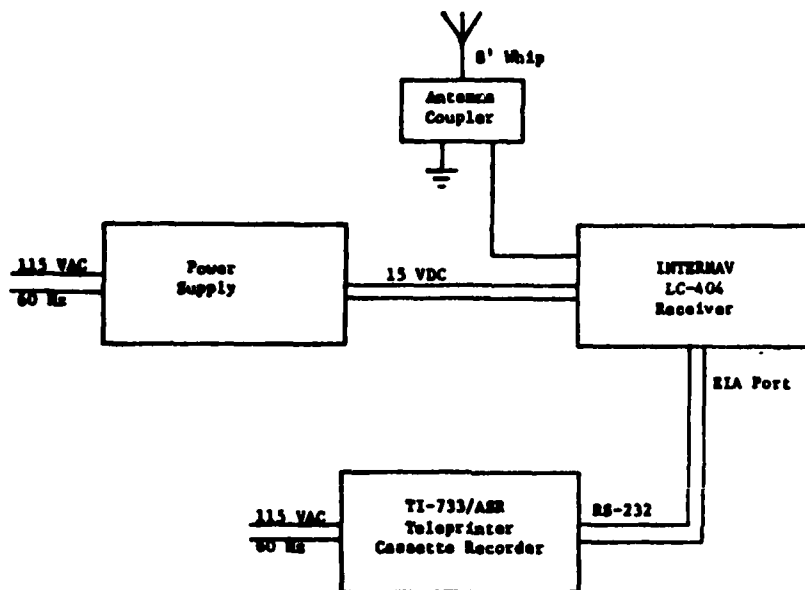 8' Whip
Antenna
Coupler
115 VAC
60 Hz
Power
Supply
15 VDC
INTERNAV
LC-404
Receiver
EIA Port
TI-733/ASR
Teleprinter
Cassette Recorder
RS-232
115 VAC
60 Hz